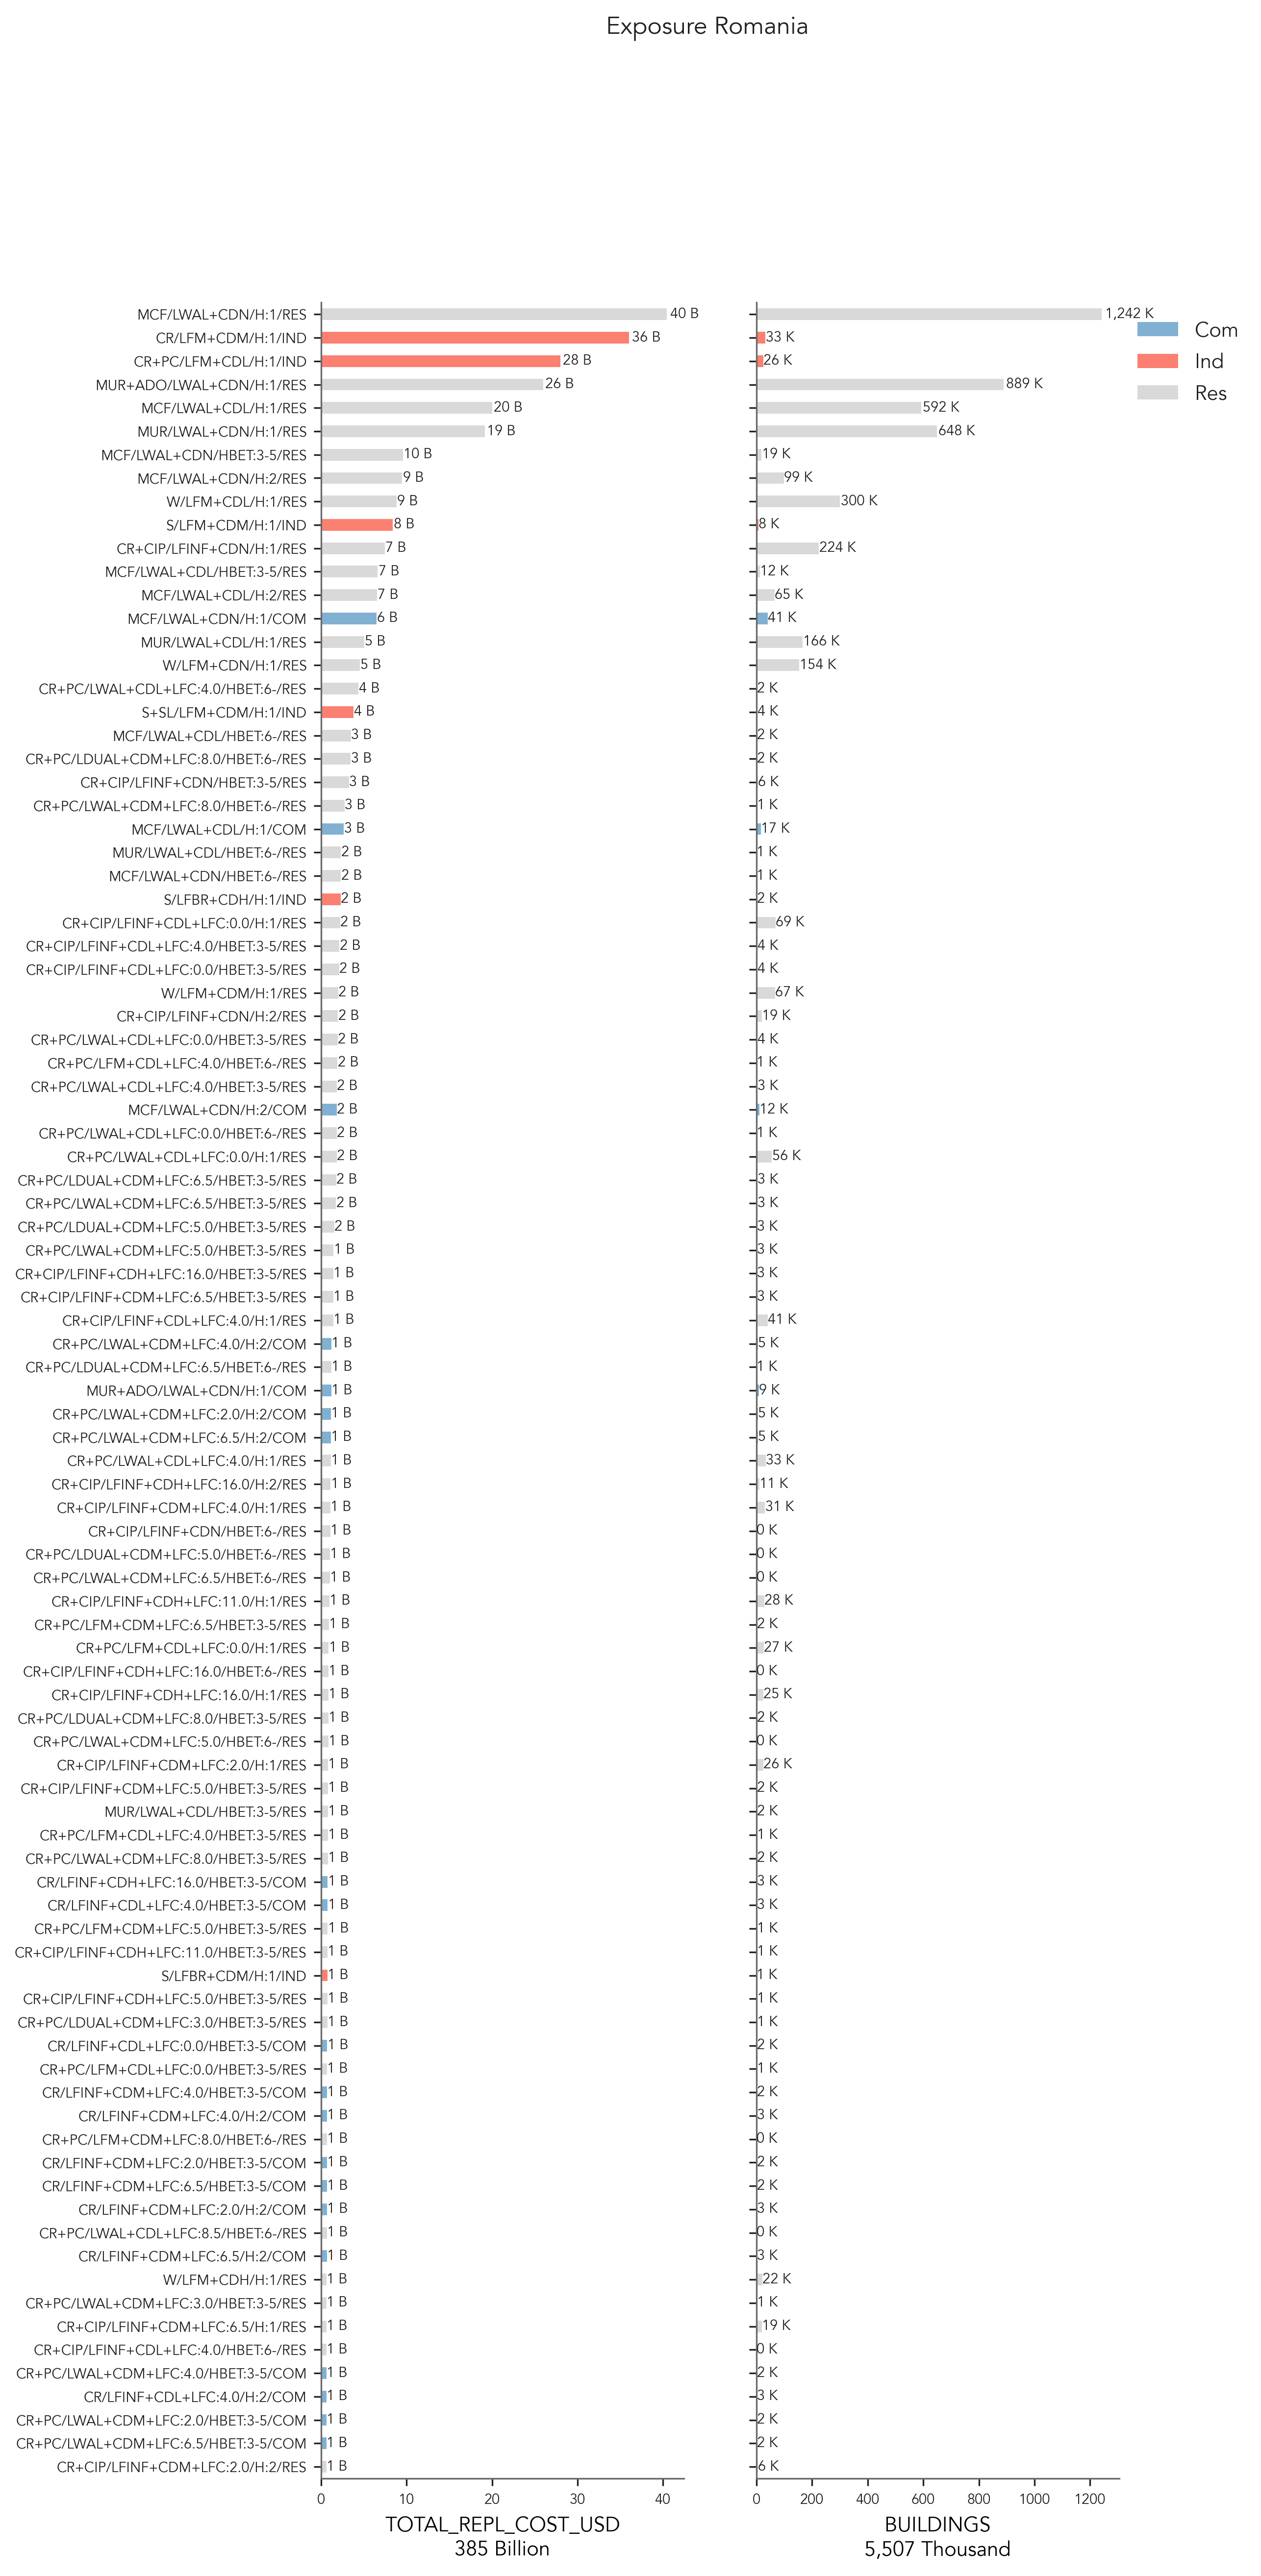 Exposure Romania
MCF/LWAL+CDN/H:1/RES 40 B 1,242 K
CR/LFM+CDM/H:1/IND 36 B 33 K
CR+PC/LFM+CDL/H:1/IND 28 B 26 K
MUR+ADO/LWAL+CDN/H:1/RES 26 B 889 K
MCF/LWAL+CDL/H:1/RES 20 B 592 K
MUR/LWAL+CDN/H:1/RES 19 B 648 K
MCF/LWAL+CDN/HBET:3-5/RES 10 B 19 K
MCF/LWAL+CDN/H:2/RES 9 B 99 K
W/LFM+CDL/H:1/RES 9 B 300 K
S/LFM+CDM/H:1/IND 8 B 8 K
CR+CIP/LFINF+CDN/H:1/RES 7 B 224 K
MCF/LWAL+CDL/HBET:3-5/RES 7 B 12 K
MCF/LWAL+CDL/H:2/RES 7 B 65 K
MCF/LWAL+CDN/H:1/COM 6 B 41 K
MUR/LWAL+CDL/H:1/RES 5 B 166 K
W/LFM+CDN/H:1/RES 5 B 154 K
CR+PC/LWAL+CDL+LFC:4.0/HBET:6-/RES 4 B 2 K
S+SL/LFM+CDM/H:1/IND 4 B 4 K
MCF/LWAL+CDL/HBET:6-/RES 3 B 2 K
CR+PC/LDUAL+CDM+LFC:8.0/HBET:6-/RES 3 B 2 K
CR+CIP/LFINF+CDN/HBET:3-5/RES 3 B 6 K
CR+PC/LWAL+CDM+LFC:8.0/HBET:6-/RES 3 B 1 K
MCF/LWAL+CDL/H:1/COM 3 B 17 K
MUR/LWAL+CDL/HBET:6-/RES 2 B 1 K
MCF/LWAL+CDN/HBET:6-/RES 2 B 1 K
S/LFBR+CDH/H:1/IND 2 B 2 K
CR+CIP/LFINF+CDL+LFC:0.0/H:1/RES 2 B 69 K
CR+CIP/LFINF+CDL+LFC:4.0/HBET:3-5/RES 2 B 4 K
CR+CIP/LFINF+CDL+LFC:0.0/HBET:3-5/RES 2 B 4 K
W/LFM+CDM/H:1/RES 2 B 67 K
CR+CIP/LFINF+CDN/H:2/RES 2 B 19 K
CR+PC/LWAL+CDL+LFC:0.0/HBET:3-5/RES 2 B 4 K
CR+PC/LFM+CDL+LFC:4.0/HBET:6-/RES 2 B 1 K
CR+PC/LWAL+CDL+LFC:4.0/HBET:3-5/RES 2 B 3 K
MCF/LWAL+CDN/H:2/COM 2 B 12 K
CR+PC/LWAL+CDL+LFC:0.0/HBET:6-/RES 2 B 1 K
CR+PC/LWAL+CDL+LFC:0.0/H:1/RES 2 B 56 K
CR+PC/LDUAL+CDM+LFC:6.5/HBET:3-5/RES 2 B 3 K
CR+PC/LWAL+CDM+LFC:6.5/HBET:3-5/RES 2 B 3 K
CR+PC/LDUAL+CDM+LFC:5.0/HBET:3-5/RES 2 B 3 K
CR+PC/LWAL+CDM+LFC:5.0/HBET:3-5/RES 1 B 3 K
CR+CIP/LFINF+CDH+LFC:16.0/HBET:3-5/RES 1 B 3 K
CR+CIP/LFINF+CDM+LFC:6.5/HBET:3-5/RES 1 B 3 K
CR+CIP/LFINF+CDL+LFC:4.0/H:1/RES 1 B 41 K
CR+PC/LWAL+CDM+LFC:4.0/H:2/COM 1 B 5 K
CR+PC/LDUAL+CDM+LFC:6.5/HBET:6-/RES 1 B 1 K
MUR+ADO/LWAL+CDN/H:1/COM 1 B 9 K
CR+PC/LWAL+CDM+LFC:2.0/H:2/COM 1 B 5 K
CR+PC/LWAL+CDM+LFC:6.5/H:2/COM 1 B 5 K
CR+PC/LWAL+CDL+LFC:4.0/H:1/RES 1 B 33 K
CR+CIP/LFINF+CDH+LFC:16.0/H:2/RES 1 B 11 K
CR+CIP/LFINF+CDM+LFC:4.0/H:1/RES 1 B 31 K
CR+CIP/LFINF+CDN/HBET:6-/RES 1 B 0 K
CR+PC/LDUAL+CDM+LFC:5.0/HBET:6-/RES 1 B 0 K
CR+PC/LWAL+CDM+LFC:6.5/HBET:6-/RES 1 B 0 K
CR+CIP/LFINF+CDH+LFC:11.0/H:1/RES 1 B 28 K
CR+PC/LFM+CDM+LFC:6.5/HBET:3-5/RES 1 B 2 K
CR+PC/LFM+CDL+LFC:0.0/H:1/RES 1 B 27 K
CR+CIP/LFINF+CDH+LFC:16.0/HBET:6-/RES 1 B 0 K
CR+CIP/LFINF+CDH+LFC:16.0/H:1/RES 1 B 25 K
CR+PC/LDUAL+CDM+LFC:8.0/HBET:3-5/RES 1 B 2 K
CR+PC/LWAL+CDM+LFC:5.0/HBET:6-/RES 1 B 0 K
CR+CIP/LFINF+CDM+LFC:2.0/H:1/RES 1 B 26 K
CR+CIP/LFINF+CDM+LFC:5.0/HBET:3-5/RES 1 B 2 K
MUR/LWAL+CDL/HBET:3-5/RES 1 B 2 K
CR+PC/LFM+CDL+LFC:4.0/HBET:3-5/RES 1 B 1 K
CR+PC/LWAL+CDM+LFC:8.0/HBET:3-5/RES 1 B 2 K
CR/LFINF+CDH+LFC:16.0/HBET:3-5/COM 1 B 3 K
CR/LFINF+CDL+LFC:4.0/HBET:3-5/COM 1 B 3 K
CR+PC/LFM+CDM+LFC:5.0/HBET:3-5/RES 1 B 1 K
CR+CIP/LFINF+CDH+LFC:11.0/HBET:3-5/RES 1 B 1 K
S/LFBR+CDM/H:1/IND 1 B 1 K
CR+CIP/LFINF+CDH+LFC:5.0/HBET:3-5/RES 1 B 1 K
CR+PC/LDUAL+CDM+LFC:3.0/HBET:3-5/RES 1 B 1 K
CR/LFINF+CDL+LFC:0.0/HBET:3-5/COM 1 B 2 K
CR+PC/LFM+CDL+LFC:0.0/HBET:3-5/RES 1 B 1 K
CR/LFINF+CDM+LFC:4.0/HBET:3-5/COM 1 B 2 K
CR/LFINF+CDM+LFC:4.0/H:2/COM 1 B 3 K
CR+PC/LFM+CDM+LFC:8.0/HBET:6-/RES 1 B 0 K
CR/LFINF+CDM+LFC:2.0/HBET:3-5/COM 1 B 2 K
CR/LFINF+CDM+LFC:6.5/HBET:3-5/COM 1 B 2 K
CR/LFINF+CDM+LFC:2.0/H:2/COM 1 B 3 K
CR+PC/LWAL+CDL+LFC:8.5/HBET:6-/RES 1 B 0 K
CR/LFINF+CDM+LFC:6.5/H:2/COM 1 B 3 K
W/LFM+CDH/H:1/RES 1 B 22 K
CR+PC/LWAL+CDM+LFC:3.0/HBET:3-5/RES 1 B 1 K
CR+CIP/LFINF+CDM+LFC:6.5/H:1/RES 1 B 19 K
CR+CIP/LFINF+CDL+LFC:4.0/HBET:6-/RES 1 B 0 K
CR+PC/LWAL+CDM+LFC:4.0/HBET:3-5/COM 1 B 2 K
CR/LFINF+CDL+LFC:4.0/H:2/COM 1 B 3 K
CR+PC/LWAL+CDM+LFC:2.0/HBET:3-5/COM 1 B 2 K
CR+PC/LWAL+CDM+LFC:6.5/HBET:3-5/COM 1 B 2 K
CR+CIP/LFINF+CDM+LFC:2.0/H:2/RES 1 B 6 K
0 10 20 30 40
TOTAL_REPL_COST_USD
385 Billion
0 200 400 600 800 1000 1200
BUILDINGS
5,507 Thousand
Com
Ind
Res